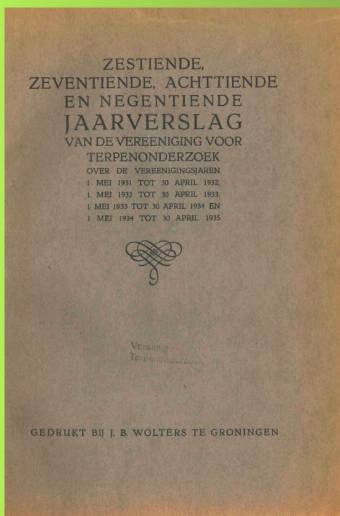 ZESTIENDE,
ZEVENTIENDE, ACHTTIENDE
EN NEGENTIENDE
JAARVERSLAG
VAN DE VEREENIGING VOOR
TERPENONDERZOEK
OVER DE VEREENIGINGSJAREN
1 MEI 1931 TOT 30 APRIL 1932,
1 MEI 1932 TOT 30 APRIL 1933,
1 MEI 1933 TOT 30 APRIL 1934 EN
1 MEI 1934 TOT 30 APRIL 1935
GEDRUKT BIJ J. B. WOLTERS TE GRONINGEN